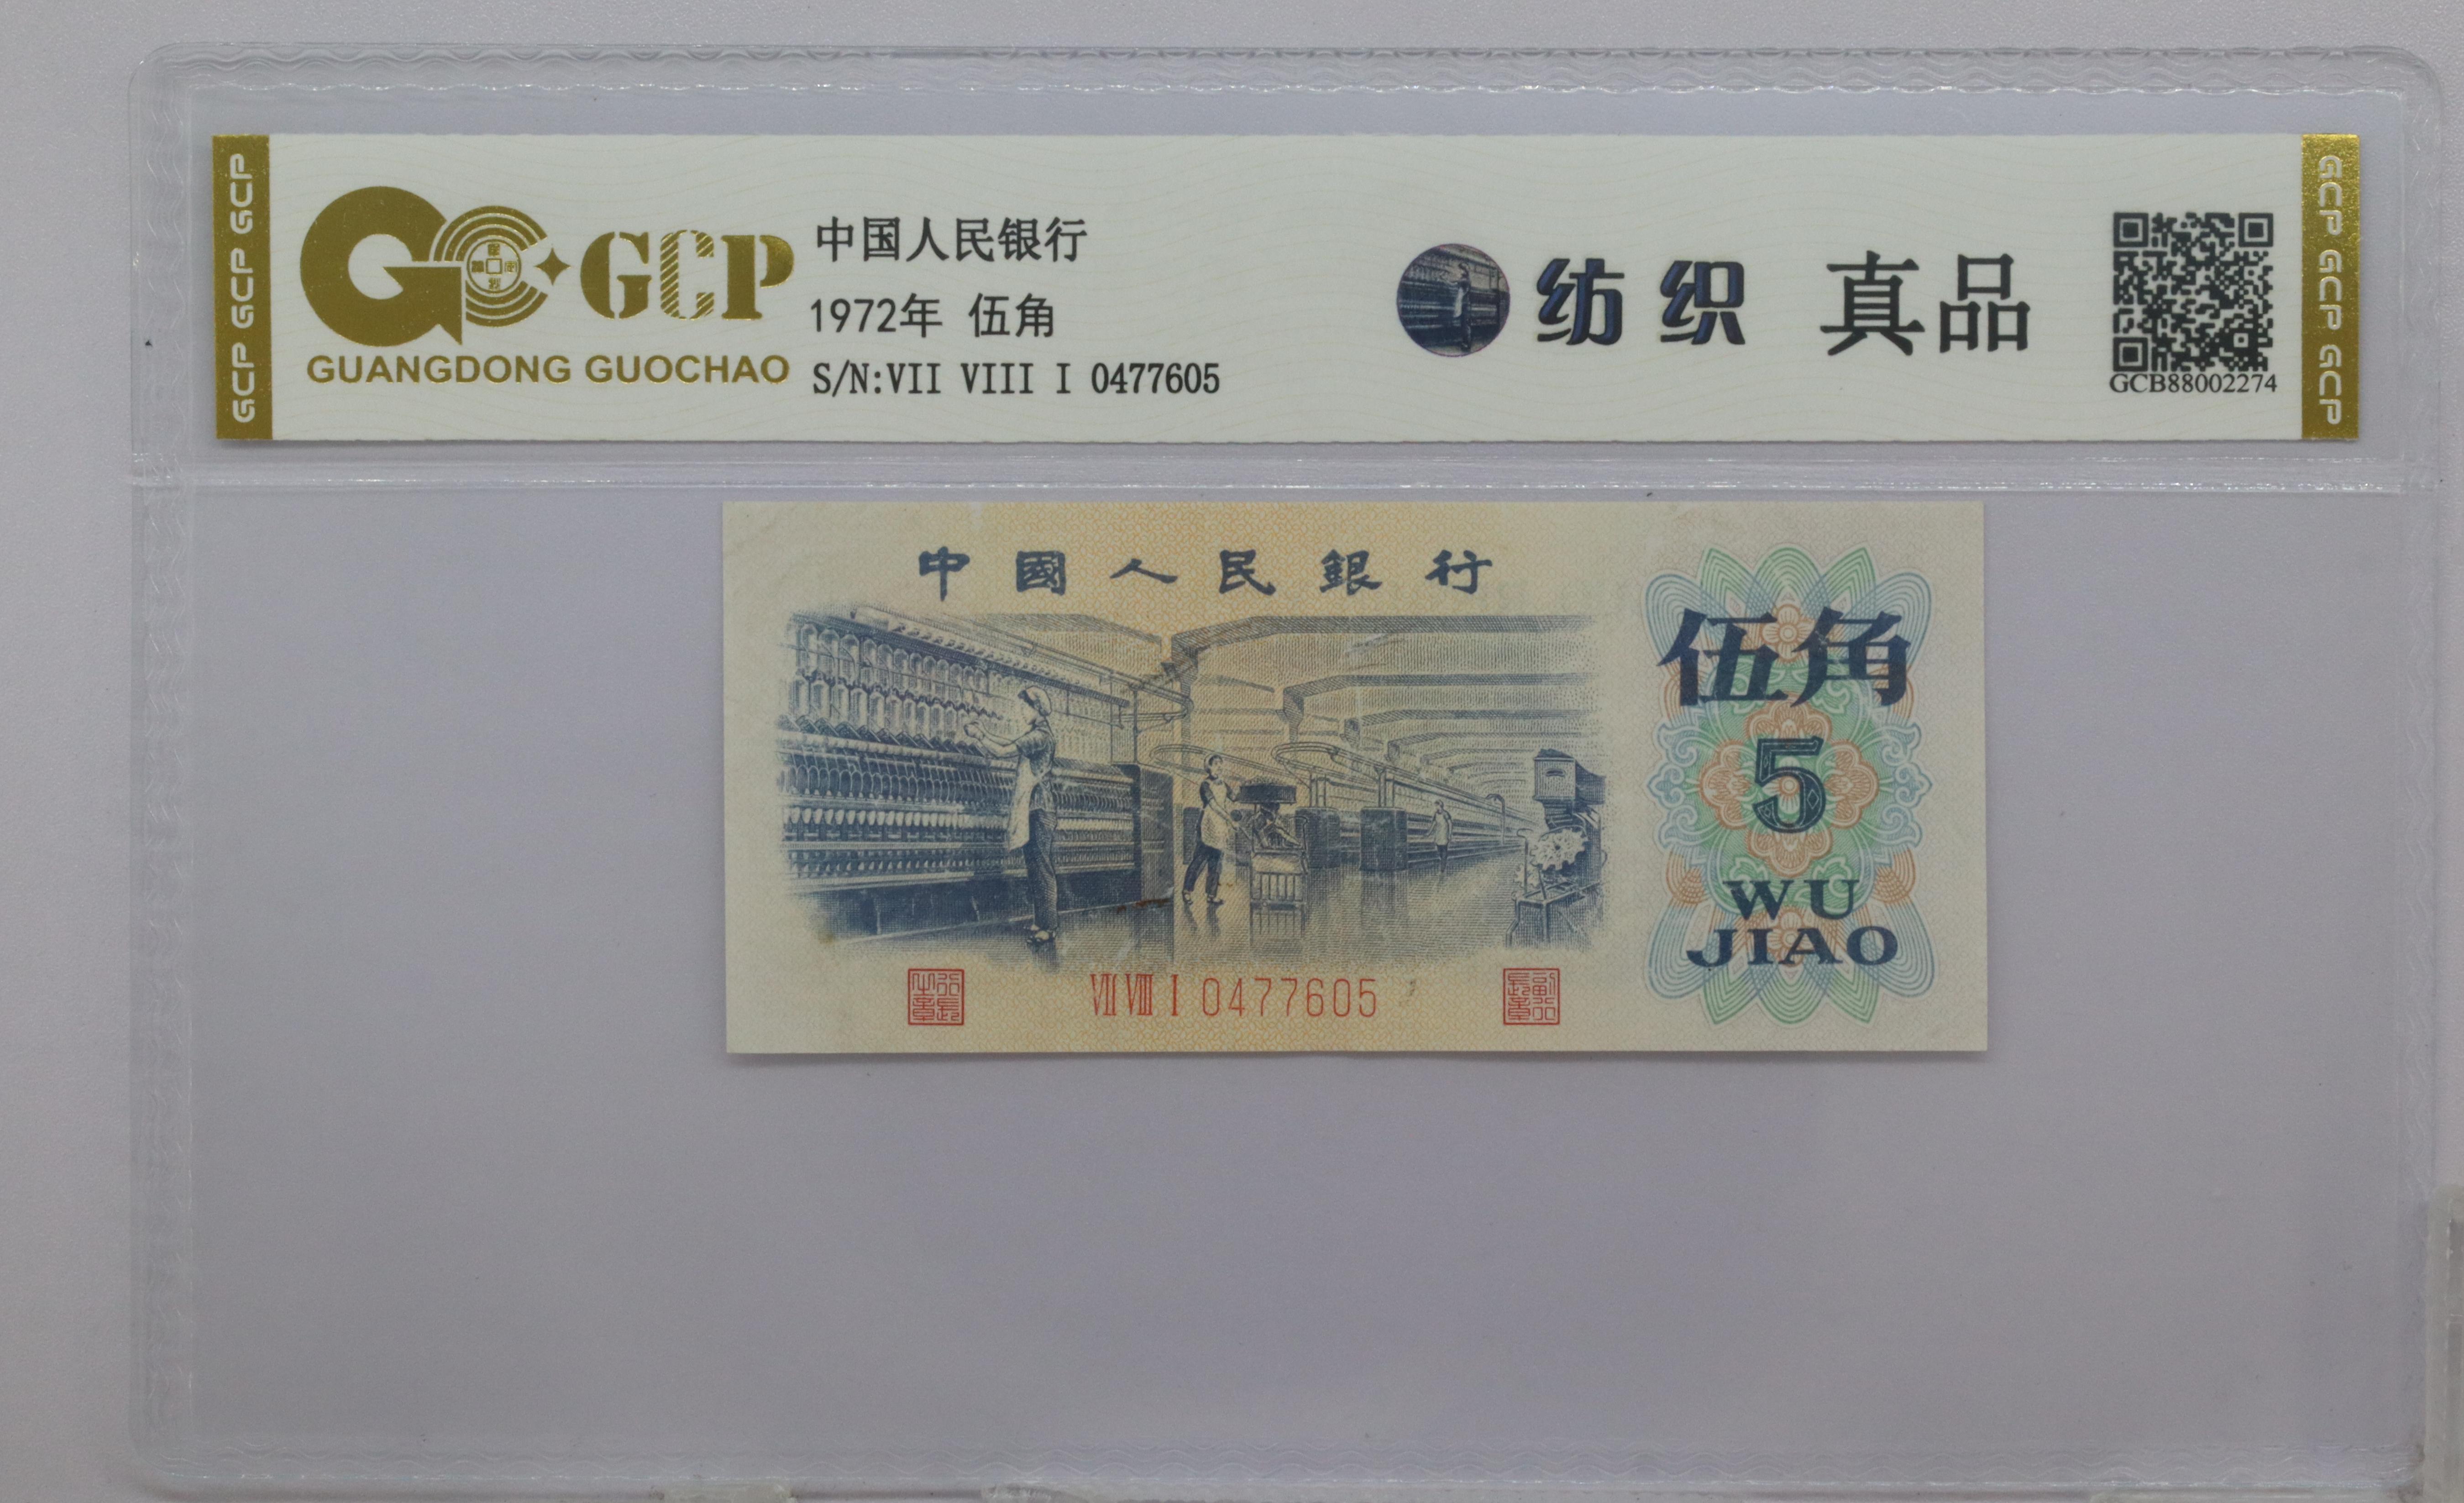 GCP GCP GCP
GCP
GUANGDONG GUOCHAO
中国人民银行
1972年 伍角
S/N:VII VIII I 0477605
纺织 真品
GCB88002274
GCP GCP GCP
中國人民銀行
伍角
5
WU
JIAO
VII VIII I 0477605